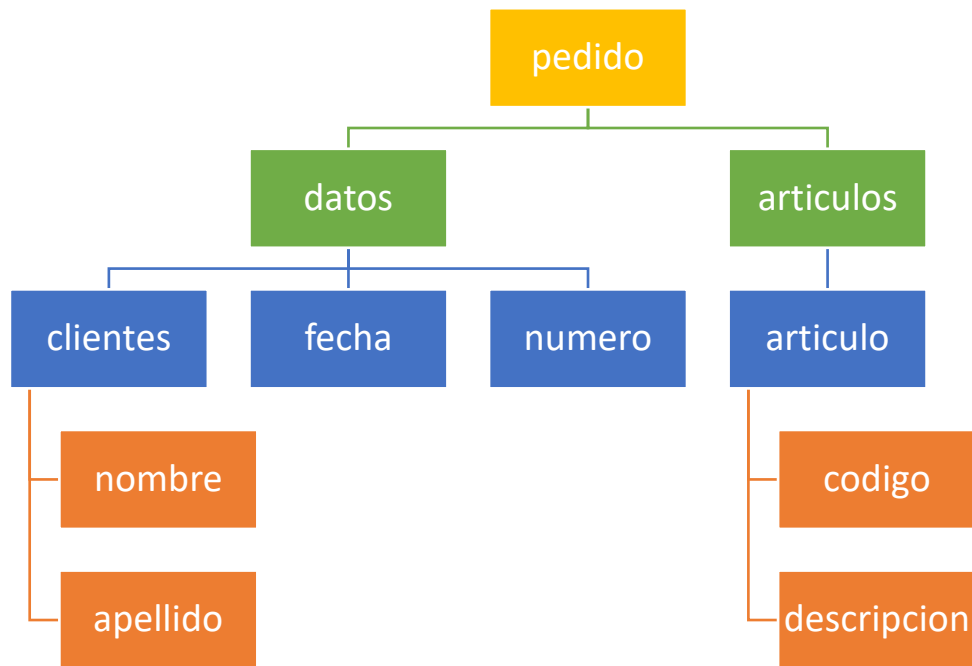 pedido
datos
articulos
clientes
fecha
numero
articulo
nombre
codigo
apellido
descripcion